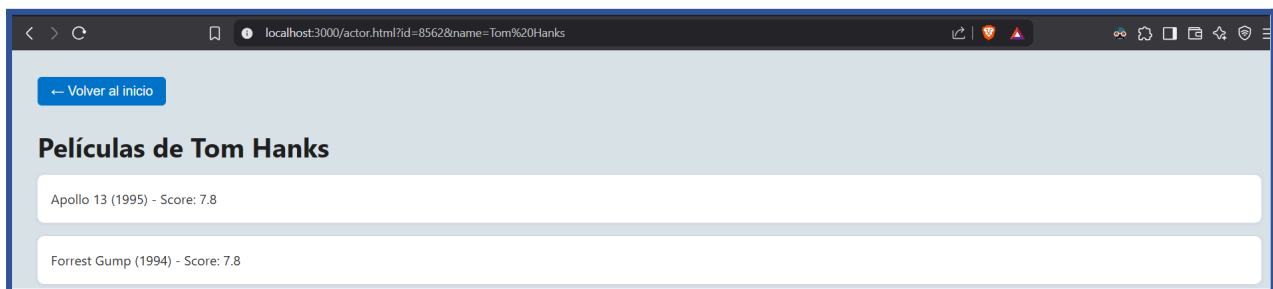 localhost:3000/actor.html?id=8562&name=Tom%20Hanks
← Volver al inicio
Películas de Tom Hanks
Apollo 13 (1995) - Score: 7.8
Forrest Gump (1994) - Score: 7.8